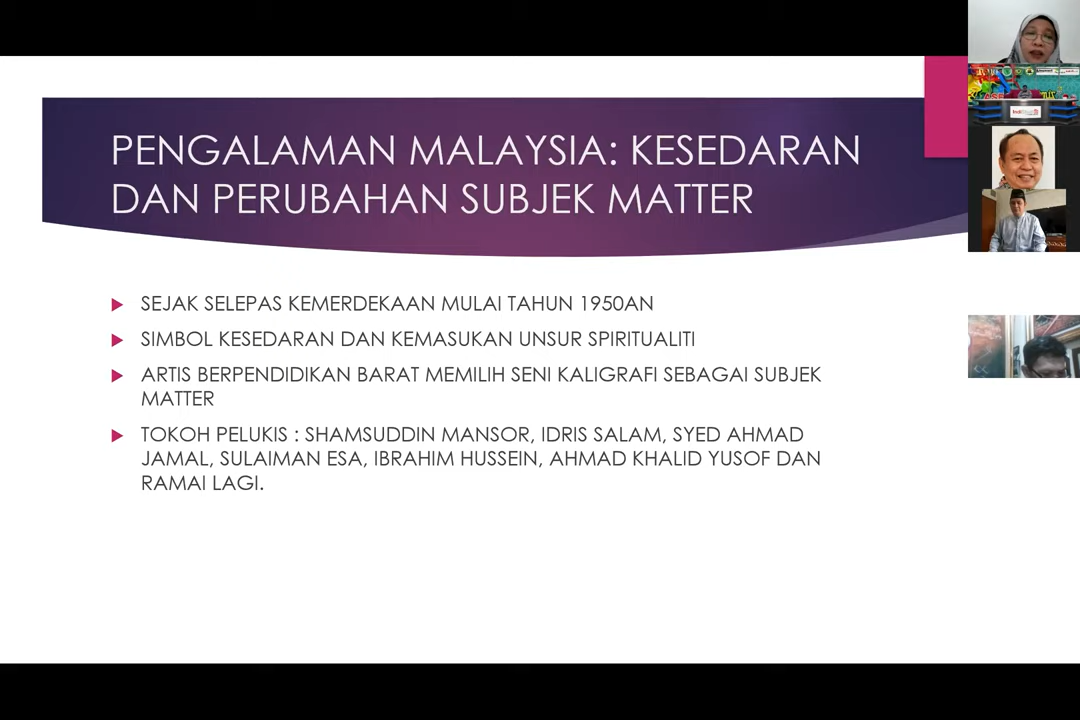 PENGALAMAN MALAYSIA: KESEDARAN
DAN PERUBAHAN SUBJEK MATTER
SEJAK SELEPAS KEMERDEKAAN MULAI TAHUN 1950AN
SIMBOL KESEDARAN DAN KEMASUKAN UNSUR SPIRITUALITI
ARTIS BERPENDIDIKAN BARAT MEMILIH SENI KALIGRAFI SEBAGAI SUBJEK
MATTER
TOKOH PELUKIS : SHAMSUDDIN MANSOR, IDRIS SALAM, SYED AHMAD
JAMAL, SULAIMAN ESA, IBRAHIM HUSSEIN, AHMAD KHALID YUSOF DAN
RAMAI LAGI.